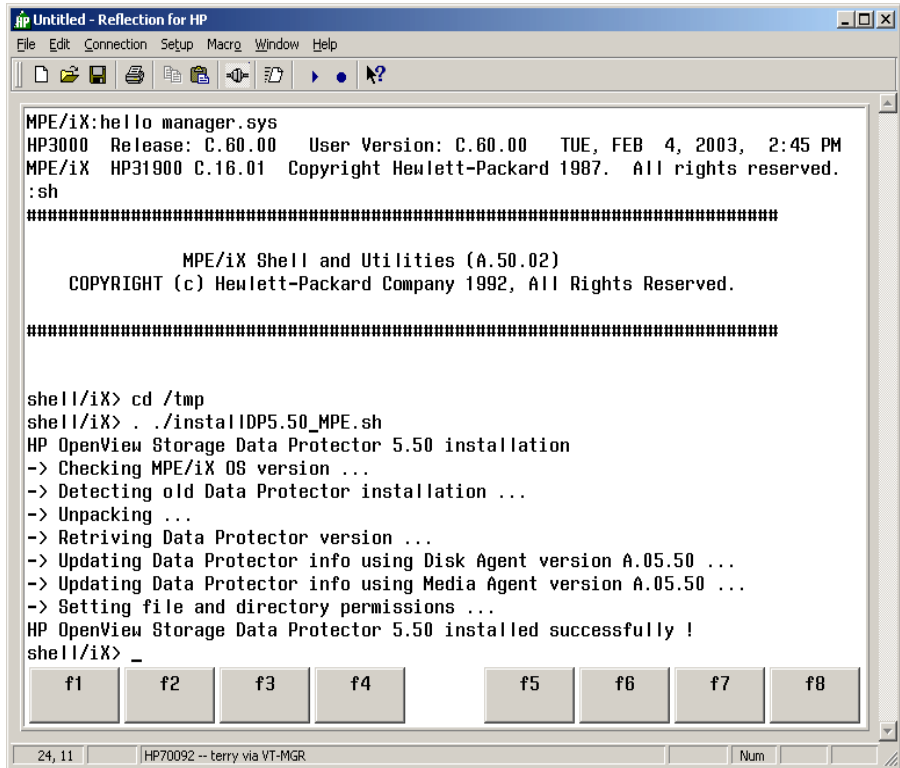 Untitled - Reflection for HP
File Edit Connection Setup Macro Window Help
MPE/iX:hello manager.sys
HP3000 Release: C.60.00 User Version: C.60.00 TUE, FEB 4, 2003, 2:45 PM
MPE/iX HP31900 C.16.01 Copyright Hewlett-Packard 1987. All rights reserved.
:sh
########################################################################
MPE/iX Shell and Utilities (A.50.02)
COPYRIGHT (c) Hewlett-Packard Company 1992, All Rights Reserved.
########################################################################
shell/iX> cd /tmp
shell/iX> . ./installDP5.50_MPE.sh
HP OpenView Storage Data Protector 5.50 installation
-> Checking MPE/iX OS version ...
-> Detecting old Data Protector installation ...
-> Unpacking ...
-> Retriving Data Protector version ...
-> Updating Data Protector info using Disk Agent version A.05.50 ...
-> Updating Data Protector info using Media Agent version A.05.50 ...
-> Setting file and directory permissions ...
HP OpenView Storage Data Protector 5.50 installed successfully !
shell/iX> _
f1 f2 f3 f4 f5 f6 f7 f8
24, 11 HP70092 -- terry via VT-MGR Num